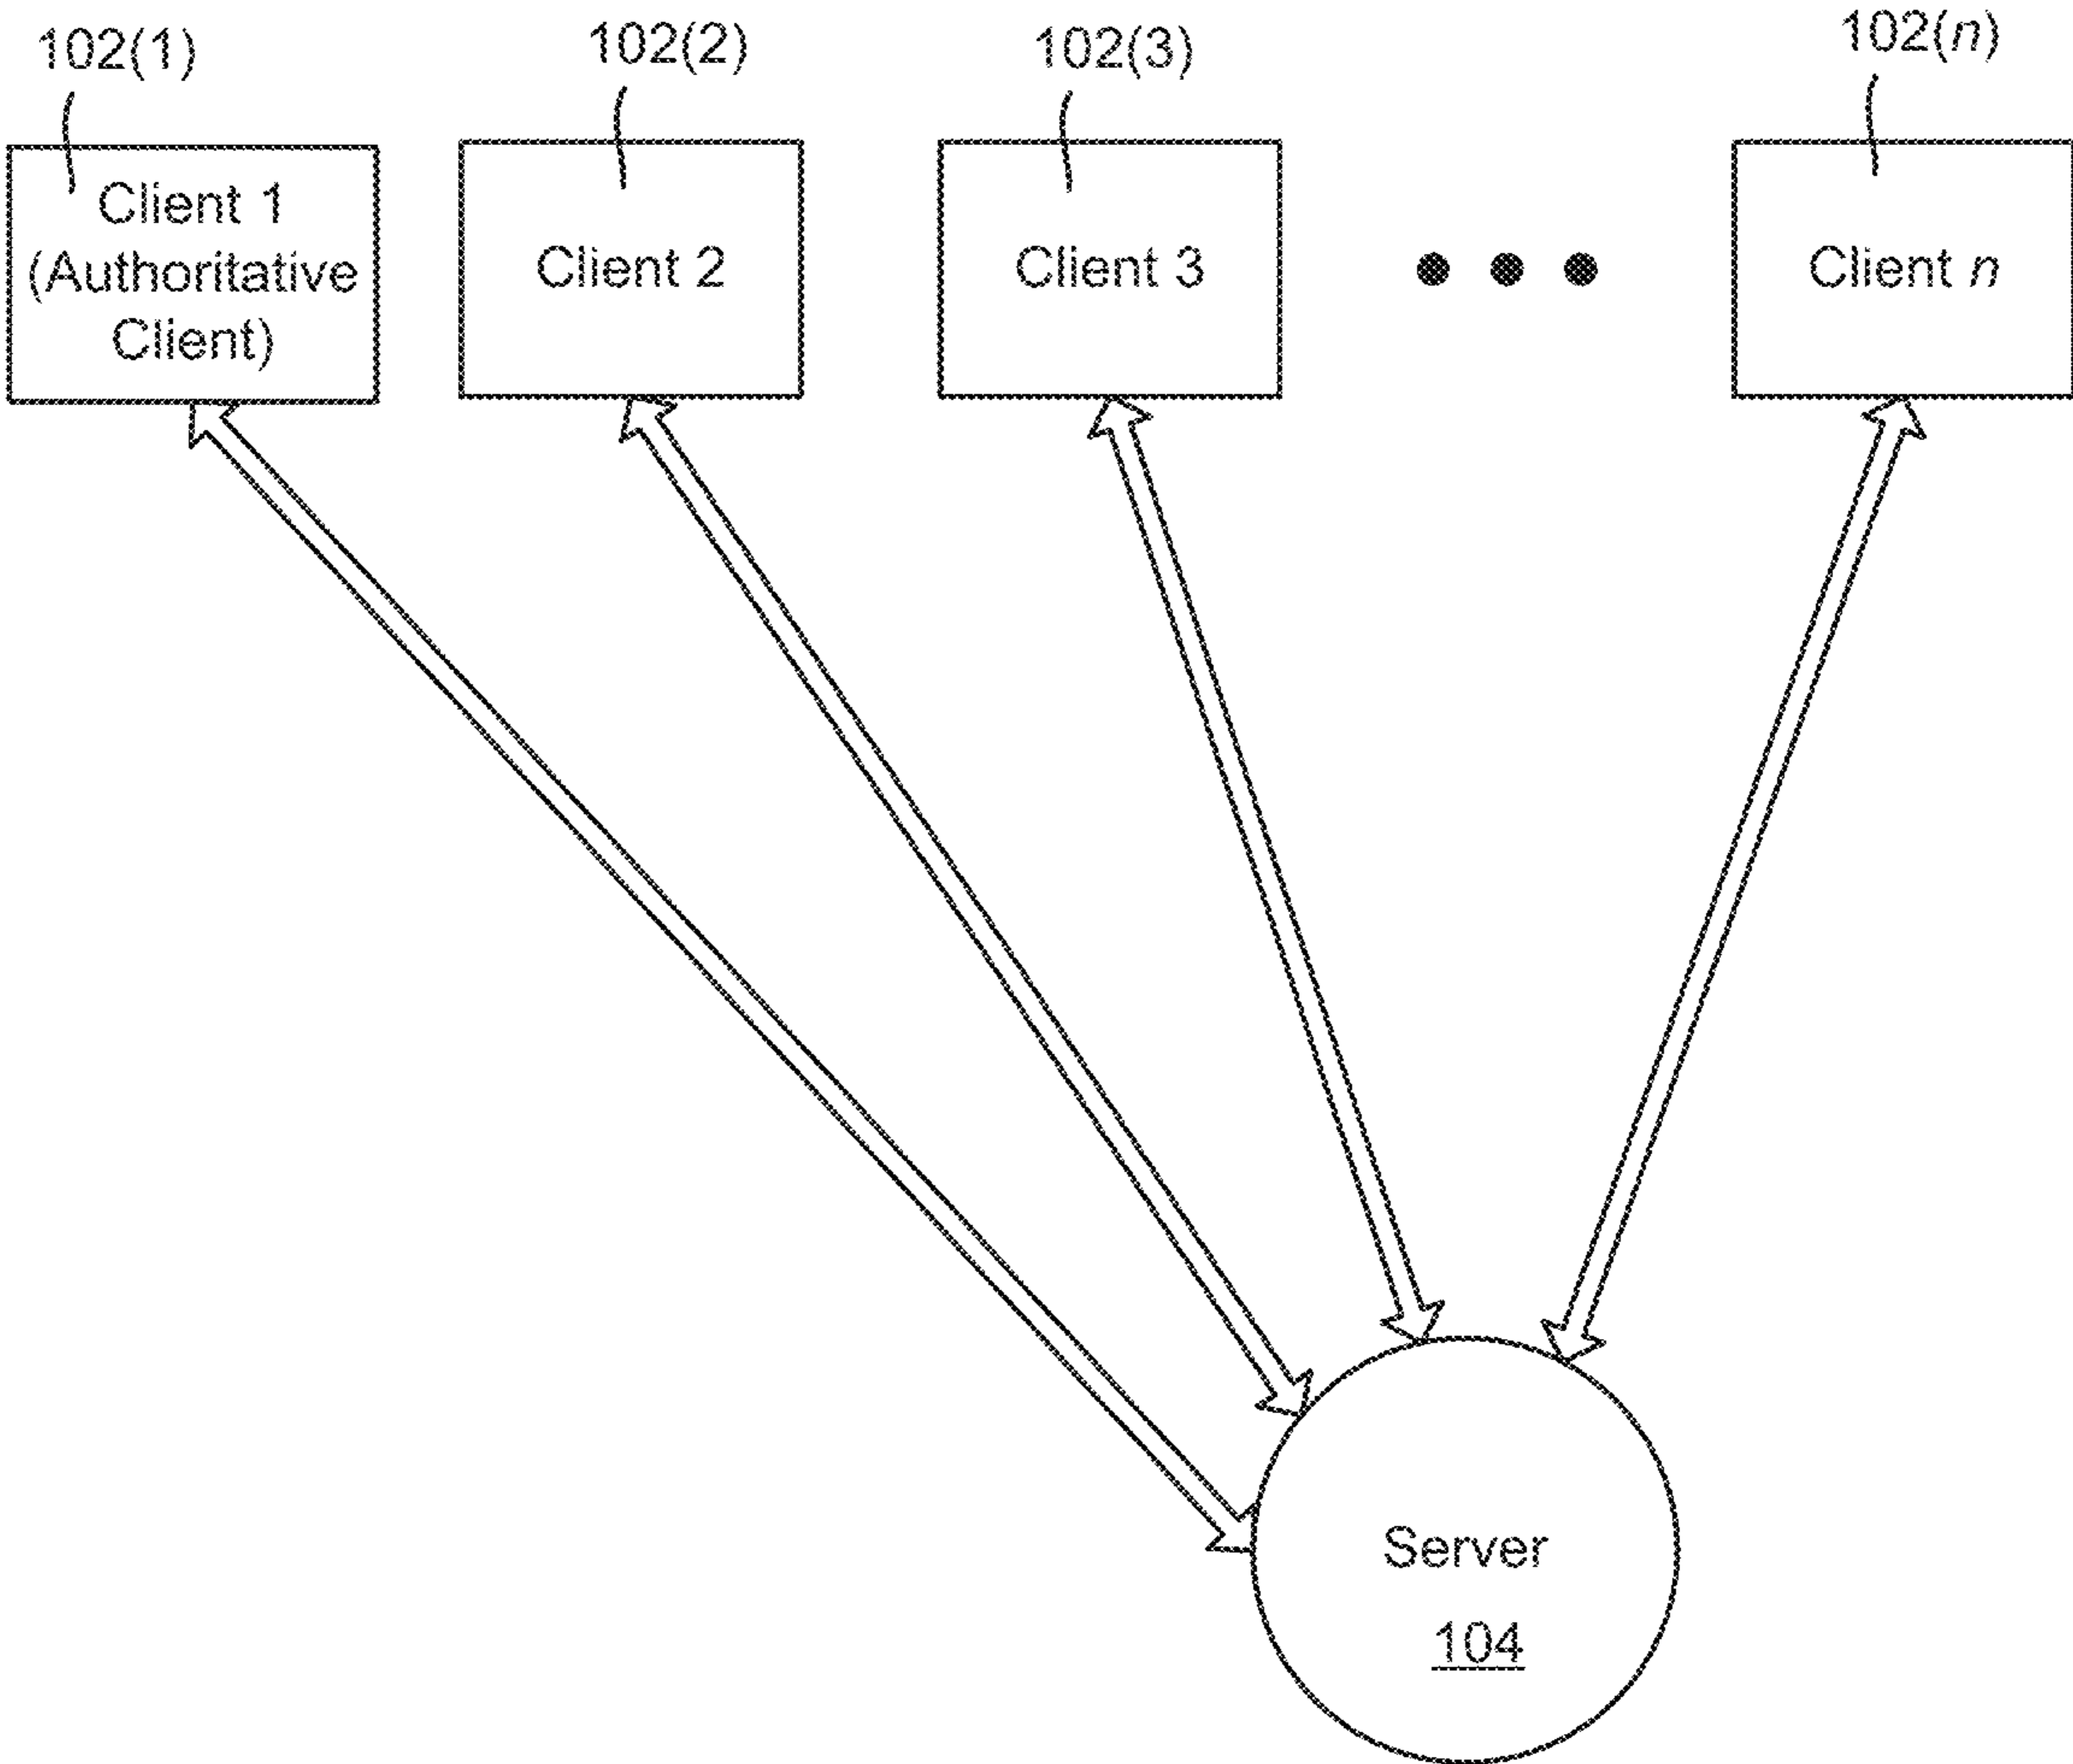 102(1)
102(2)
102(3)
102(n)
Client 1
(Authoritative
Client)
Client 2
Client 3
Client n
Server
104